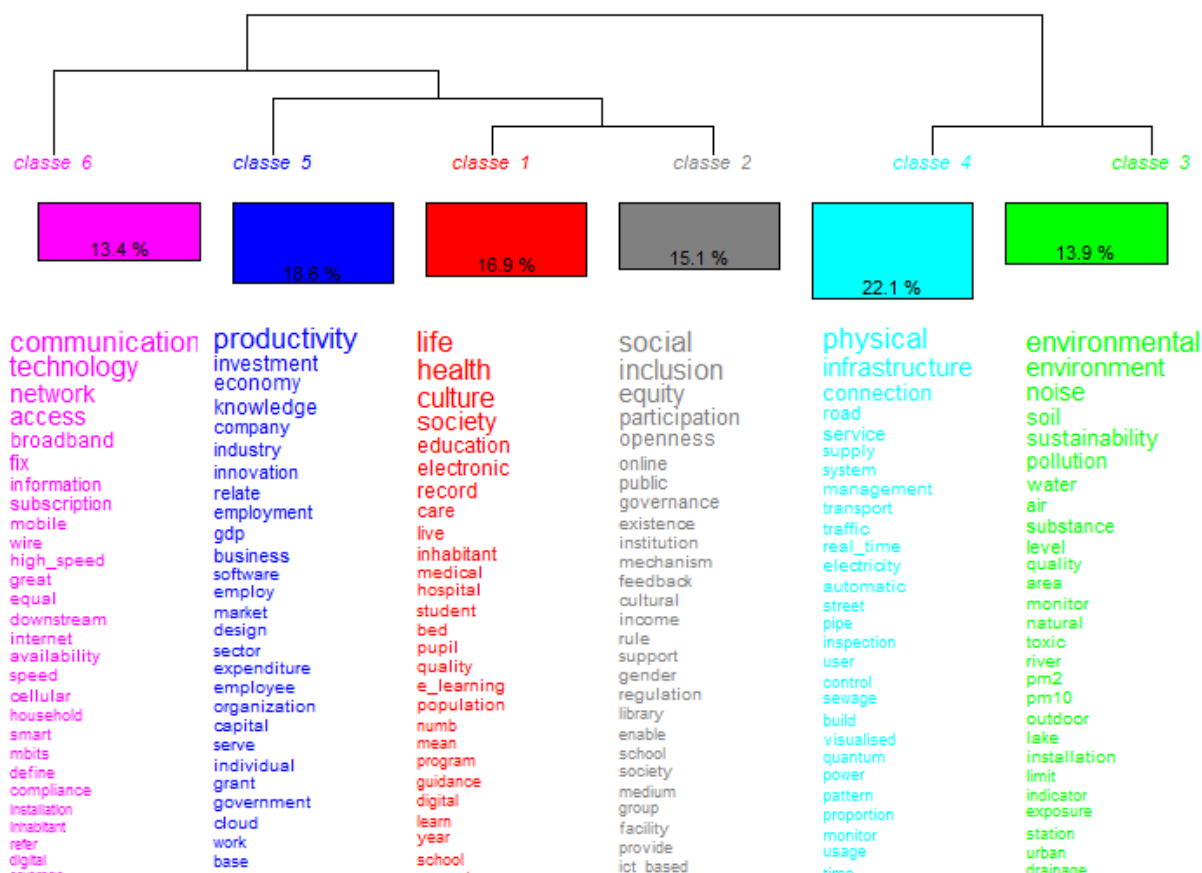 classe 6
classe 5
classe 1
classe 2
classe 4
classe 3
13.4 %
18.6 %
16.9 %
15.1 %
22.1 %
13.9 %
communication
technology
network
access
broadband
fix
information
subscription
mobile
wire
high_speed
great
equal
downstream
internet
availability
speed
cellular
household
smart
mbits
define
compliance
installation
inhabitant
refer
digital
productivity
investment
economy
knowledge
company
industry
innovation
relate
employment
gdp
business
software
employ
market
design
sector
expenditure
employee
organization
capital
serve
individual
grant
government
cloud
work
base
life
health
culture
society
education
electronic
record
care
live
inhabitant
medical
hospital
student
bed
pupil
quality
e_learning
population
numb
mean
program
guidance
digital
learn
year
school
social
inclusion
equity
participation
openness
online
public
governance
existence
institution
mechanism
feedback
cultural
income
rule
support
gender
regulation
library
enable
school
society
medium
group
facility
provide
ict_based
physical
infrastructure
connection
road
service
supply
system
management
transport
traffic
real_time
electricity
automatic
street
pipe
inspection
user
control
sewage
build
visualised
quantum
power
pattern
proportion
monitor
usage
time
environmental
environment
noise
soil
sustainability
pollution
water
air
substance
level
quality
area
monitor
natural
toxic
river
pm2
pm10
outdoor
lake
installation
limit
indicator
exposure
station
urban
drainage